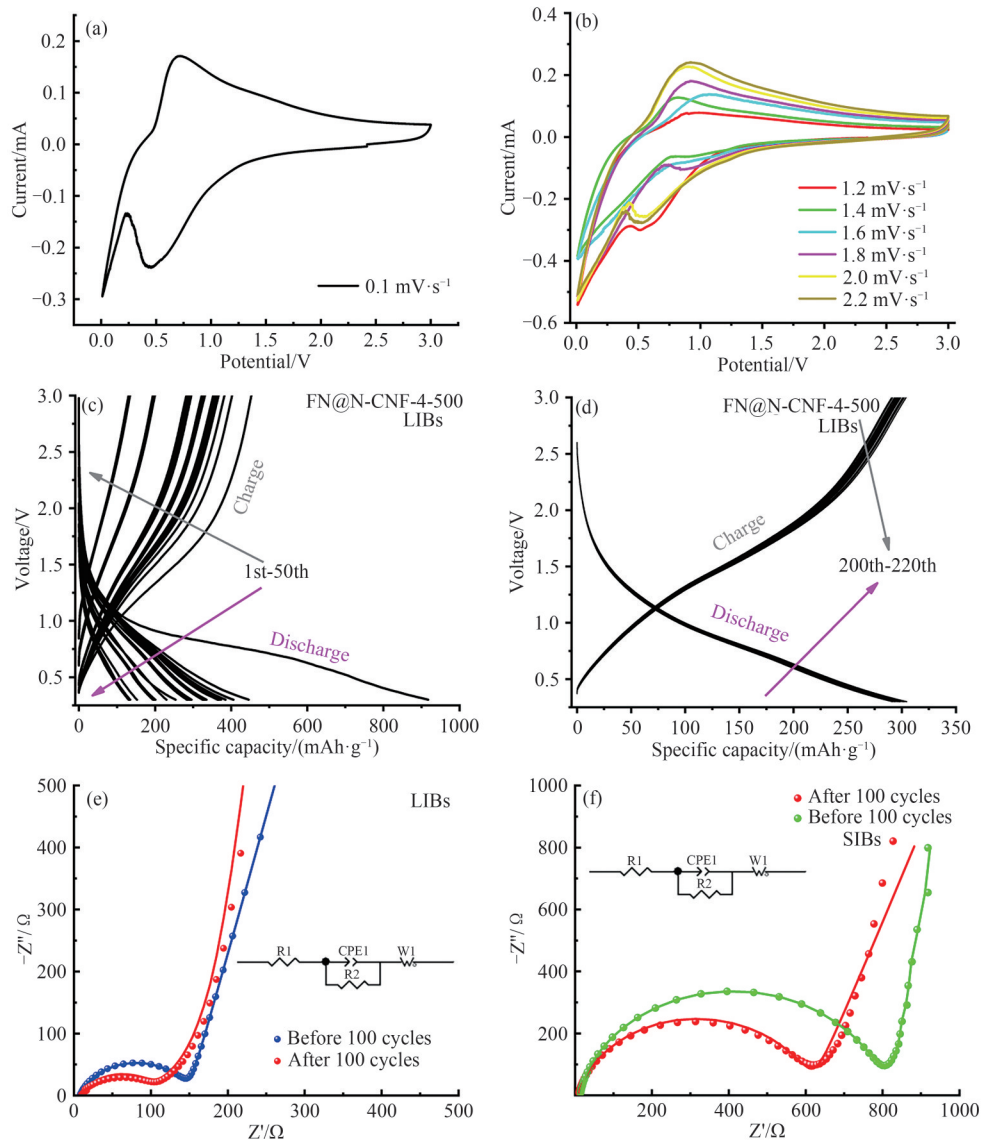 (a)
Current/mA
0.2
0.1
0.0
−0.1
−0.2
−0.3
0.1 mV·s⁻¹
0.0 0.5 1.0 1.5 2.0 2.5 3.0
Potential/V
(b)
Current/mA
0.4
0.2
0.0
−0.2
−0.4
−0.6
1.2 mV·s⁻¹
1.4 mV·s⁻¹
1.6 mV·s⁻¹
1.8 mV·s⁻¹
2.0 mV·s⁻¹
2.2 mV·s⁻¹
0.0 0.5 1.0 1.5 2.0 2.5 3.0
Potential/V
(c)
FN@N-CNF-4-500
LIBs
Voltage/V
3.0
2.5
2.0
1.5
1.0
0.5
Charge
1st-50th
Discharge
0 200 400 600 800 1000
Specific capacity/(mAh·g⁻¹)
(d)
FN@N-CNF-4-500
LIBs
Voltage/V
3.0
2.5
2.0
1.5
1.0
0.5
Charge
200th-220th
Discharge
0 50 100 150 200 250 300 350
Specific capacity/(mAh·g⁻¹)
(e)
LIBs
−Z″/Ω
500
400
300
200
100
0
R1 CPE1 W1
R2
Before 100 cycles
After 100 cycles
0 100 200 300 400 500
Z′/Ω
(f)
After 100 cycles
Before 100 cycles
SIBs
−Z″/Ω
1000
800
600
400
200
0
R1 CPE1 W1
R2
200 400 600 800 1000
Z′/Ω